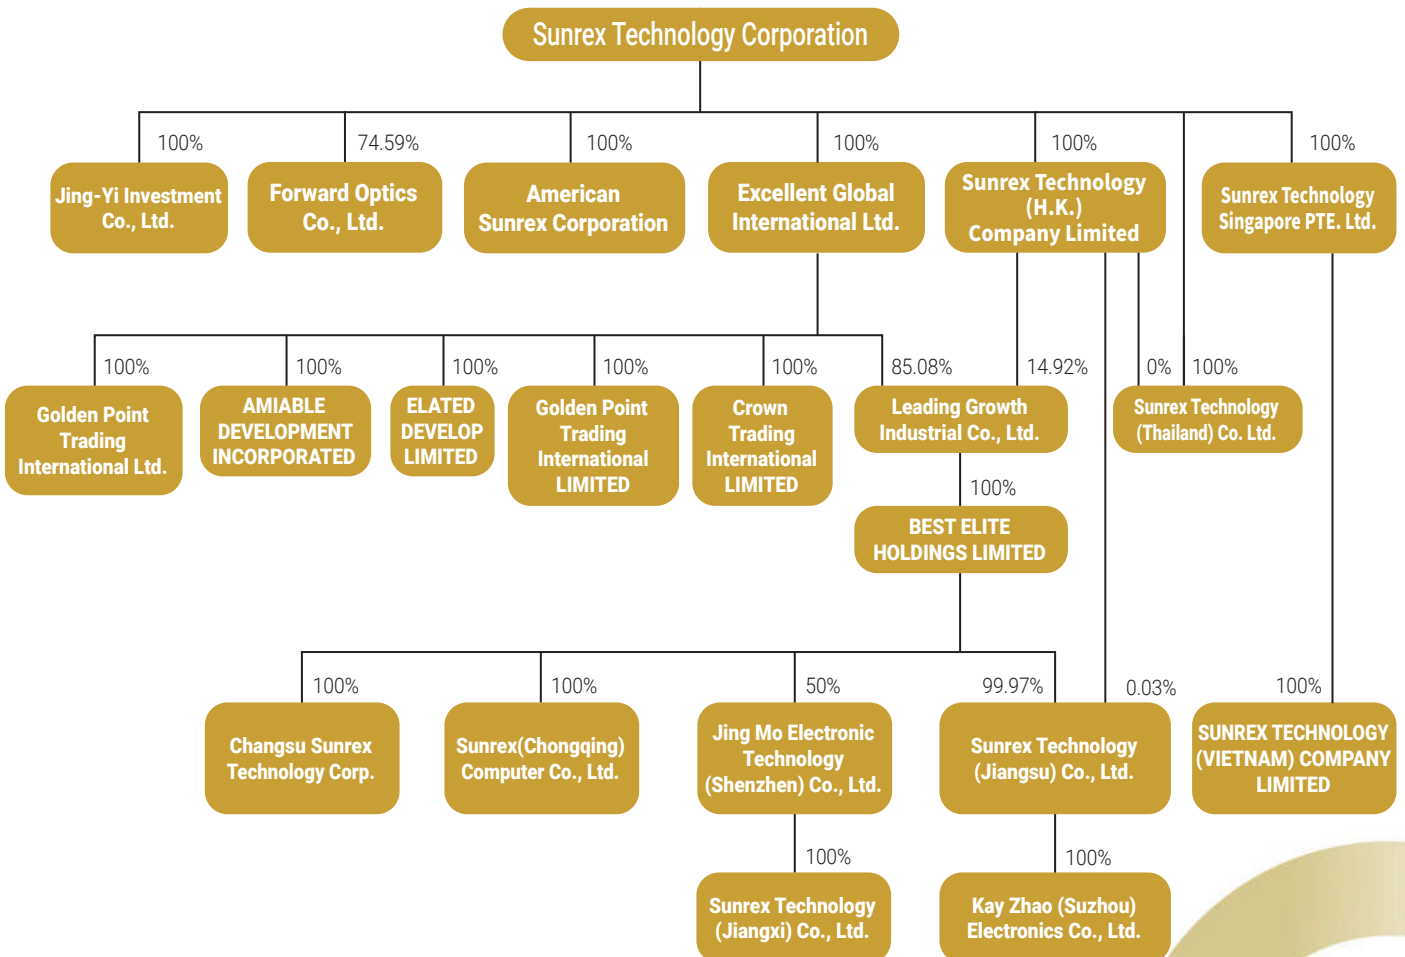 Sunrex Technology Corporation
100%
74.59%
100%
100%
100%
100%
Jing-Yi Investment
Co., Ltd.
Forward Optics
Co., Ltd.
American
Sunrex Corporation
Excellent Global
International Ltd.
Sunrex Technology
(H.K.)
Company Limited
Sunrex Technology
Singapore PTE. Ltd.
100%
100%
100%
100%
100%
85.08%
14.92%
0%
100%
Golden Point
Trading
International Ltd.
AMIABLE
DEVELOPMENT
INCORPORATED
ELATED
DEVELOP
LIMITED
Golden Point
Trading
International
LIMITED
Crown
Trading
International
LIMITED
Leading Growth
Industrial Co., Ltd.
Sunrex Technology
(Thailand) Co. Ltd.
100%
BEST ELITE
HOLDINGS LIMITED
100%
100%
50%
99.97%
0.03%
100%
Changsu Sunrex
Technology Corp.
Sunrex(Chongqing)
Computer Co., Ltd.
Jing Mo Electronic
Technology
(Shenzhen) Co., Ltd.
Sunrex Technology
(Jiangsu) Co., Ltd.
SUNREX TECHNOLOGY
(VIETNAM) COMPANY
LIMITED
100%
100%
Sunrex Technology
(Jiangxi) Co., Ltd.
Kay Zhao (Suzhou)
Electronics Co., Ltd.